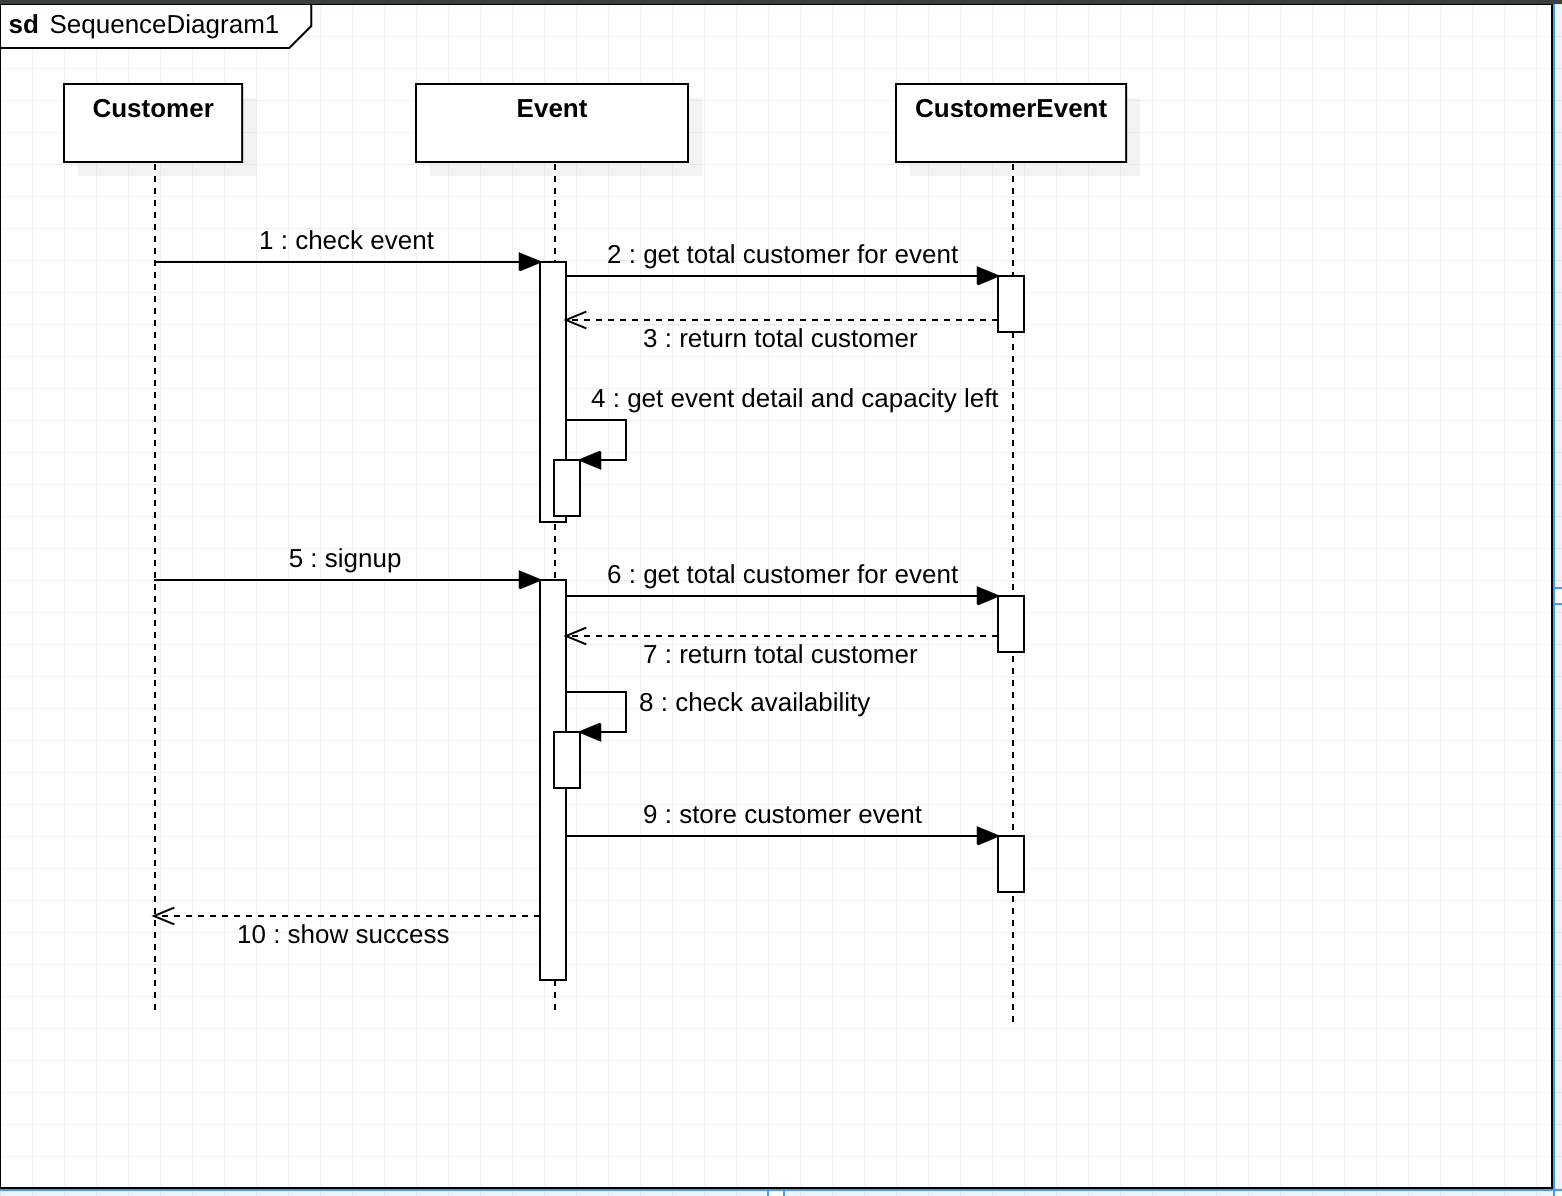 sd SequenceDiagram1
Customer
Event
CustomerEvent
1 : check event
2 : get total customer for event
3 : return total customer
4 : get event detail and capacity left
5 : signup
6 : get total customer for event
7 : return total customer
8 : check availability
9 : store customer event
10 : show success